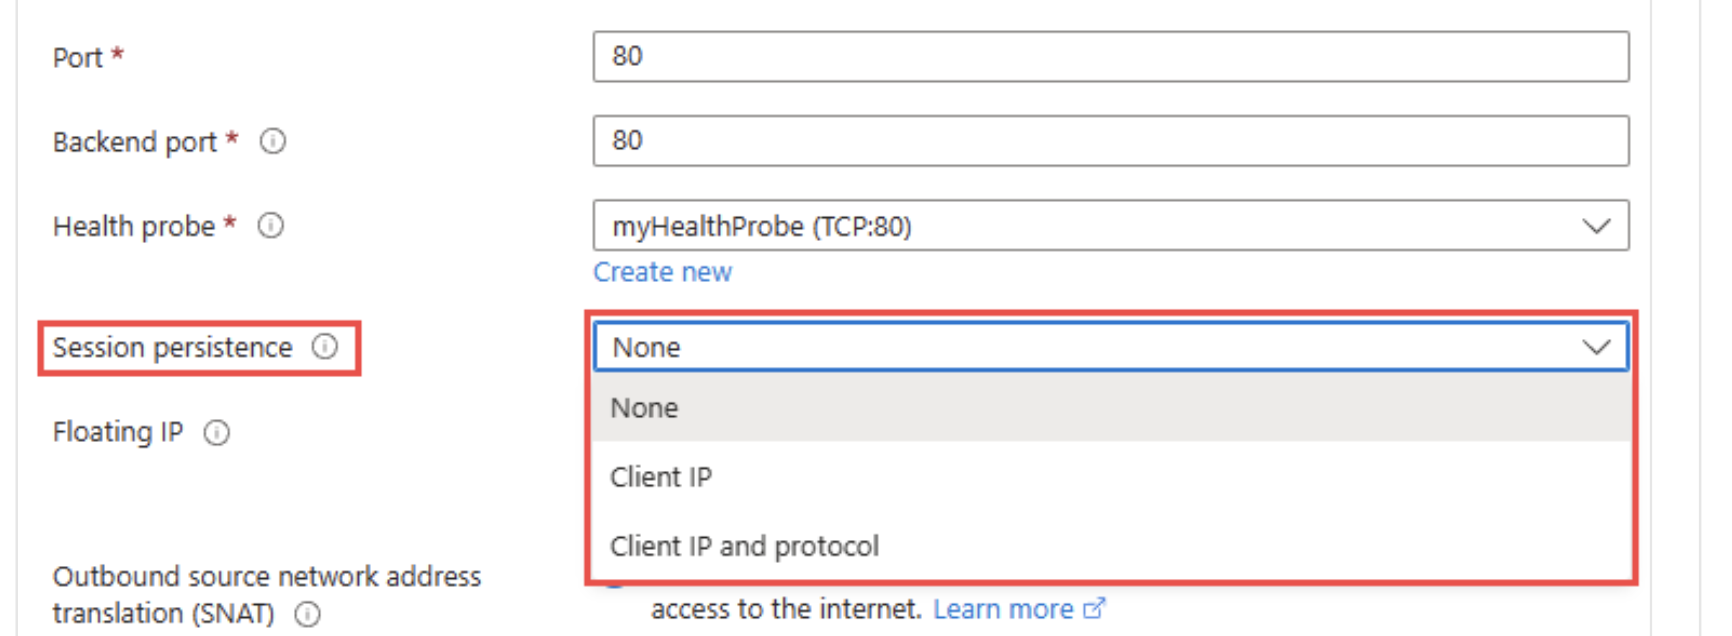 Port *
80
Backend port *
80
Health probe *
myHealthProbe (TCP:80)
Create new
Session persistence
None
None
Client IP
Client IP and protocol
Floating IP
Outbound source network address
translation (SNAT)
access to the internet. Learn more